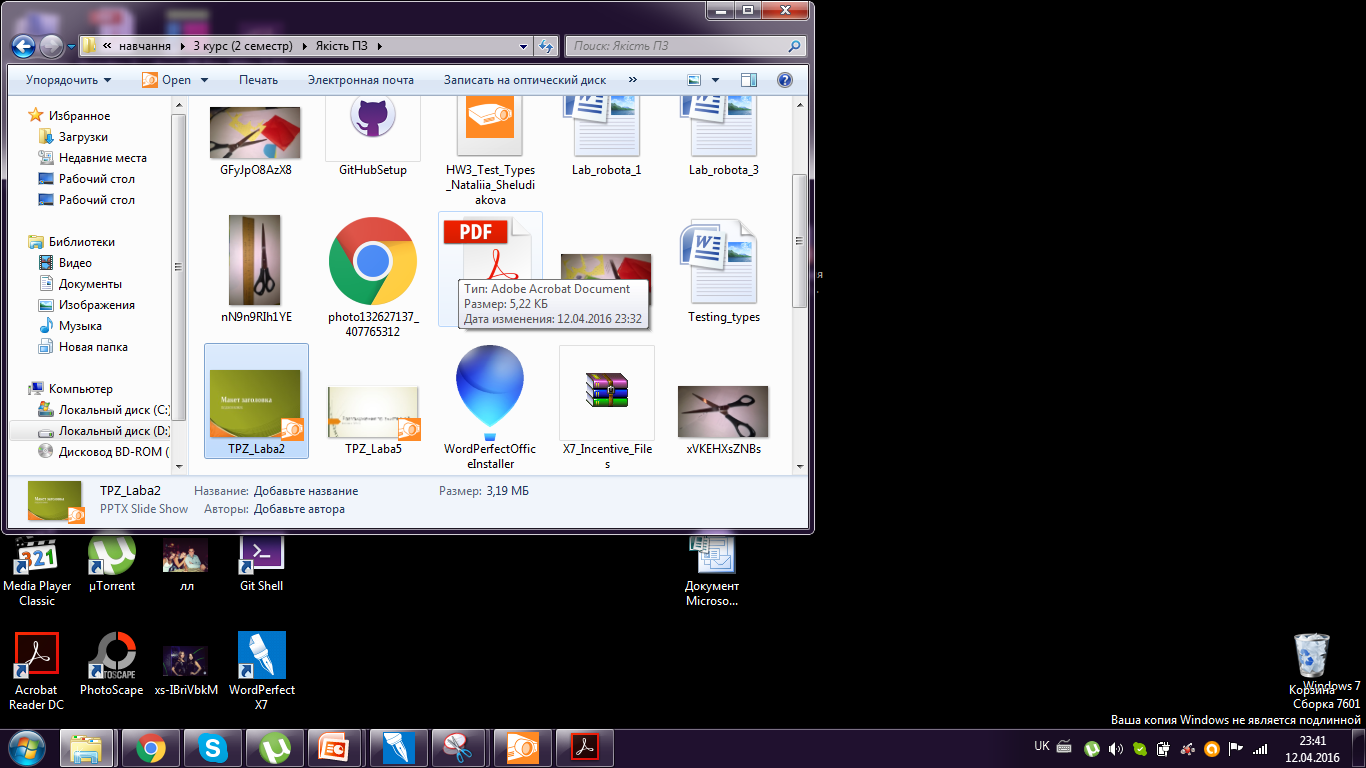 « навчання ▸ 3 курс (2 семестр) ▸ Якість ПЗ ▸
Поиск: Якість ПЗ
Упорядочить Open Печать Электронная почта Записать на оптический диск »
Избранное
Загрузки
Недавние места
Рабочий стол
Рабочий стол
Библиотеки
Видео
Документы
Изображения
Музыка
Новая папка
Компьютер
Локальный диск (C:)
Локальный диск (D:)
Дисковод BD-ROM (
GFyJpO8AzX8
GitHubSetup
HW3_Test_Types
_Nataliia_Sheludi
akova
Lab_robota_1
Lab_robota_3
nN9n9RIh1YE
photo132627137_
407765312
PDF
Тип: Adobe Acrobat Document
Размер: 5,22 КБ
Дата изменения: 12.04.2016 23:32
Testing_types
я
Макет заголовка
TPZ_Laba2
TPZ_Laba5
WordPerfectOffic
eInstaller
X7_Incentive_File
s
xVKEHXsZNBs
TPZ_Laba2 Название: Добавьте название Размер: 3,19 МБ
PPTX Slide Show Авторы: Добавьте автора
321
Media Player
Classic
µTorrent
лл
Git Shell
Документ
Microso...
Acrobat
Reader DC
TOSCAPE
PhotoScape
xs-IBriVbkM
WordPerfect
X7
Корзина
Windows 7
Сборка 7601
Ваша копия Windows не является подлинной
UK
23:41
12.04.2016